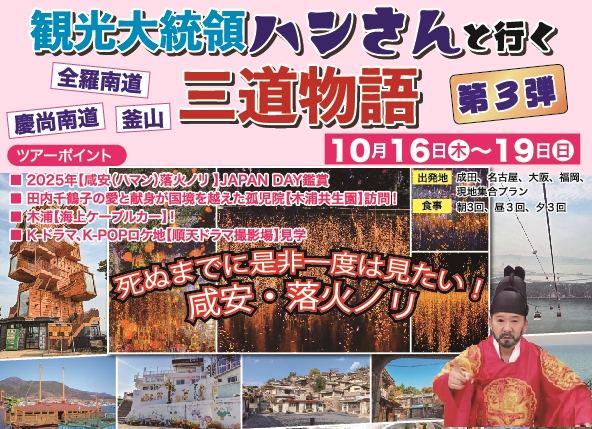 観光大統領ハンさんと行く
全羅南道
慶尚南道 釜山
三道物語
第3弾
10月16日木〜19日日
ツアーポイント
■ 2025年【咸安(ハマン)落火ノリ】JAPAN DAY鑑賞
■ 田内千鶴子の愛と献身が国境を越えた孤児院【木浦共生園】訪問!
■ 木浦【海上ケーブルカー】!
■ K-ドラマ、K-POPロケ地【順天ドラマ撮影場】見学
出発地 成田、名古屋、大阪、福岡、
現地集合プラン
食事 朝3回、昼3回、夕3回
死ぬまでに是非一度は見たい!
咸安・落火ノリ